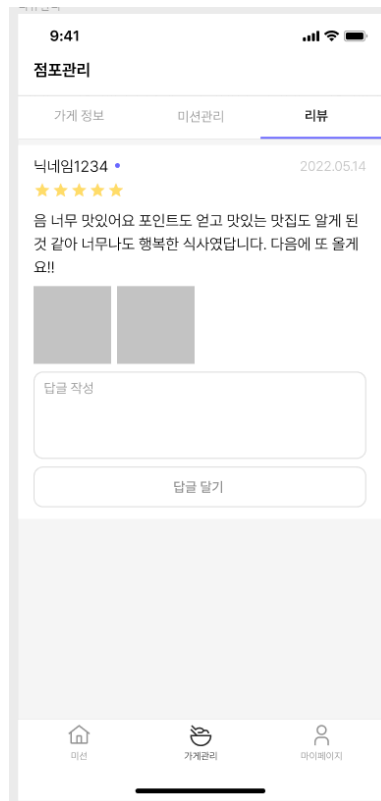 9:41
점포관리
가게 정보 미션관리 리뷰
닉네임1234 2022.05.14
음 너무 맛있어요 포인트도 얻고 맛있는 맛집도 알게 된
것 같아 너무나도 행복한 식사였답니다. 다음에 또 올게
요!!
답글 작성
답글 달기
미션 가게관리 마이페이지